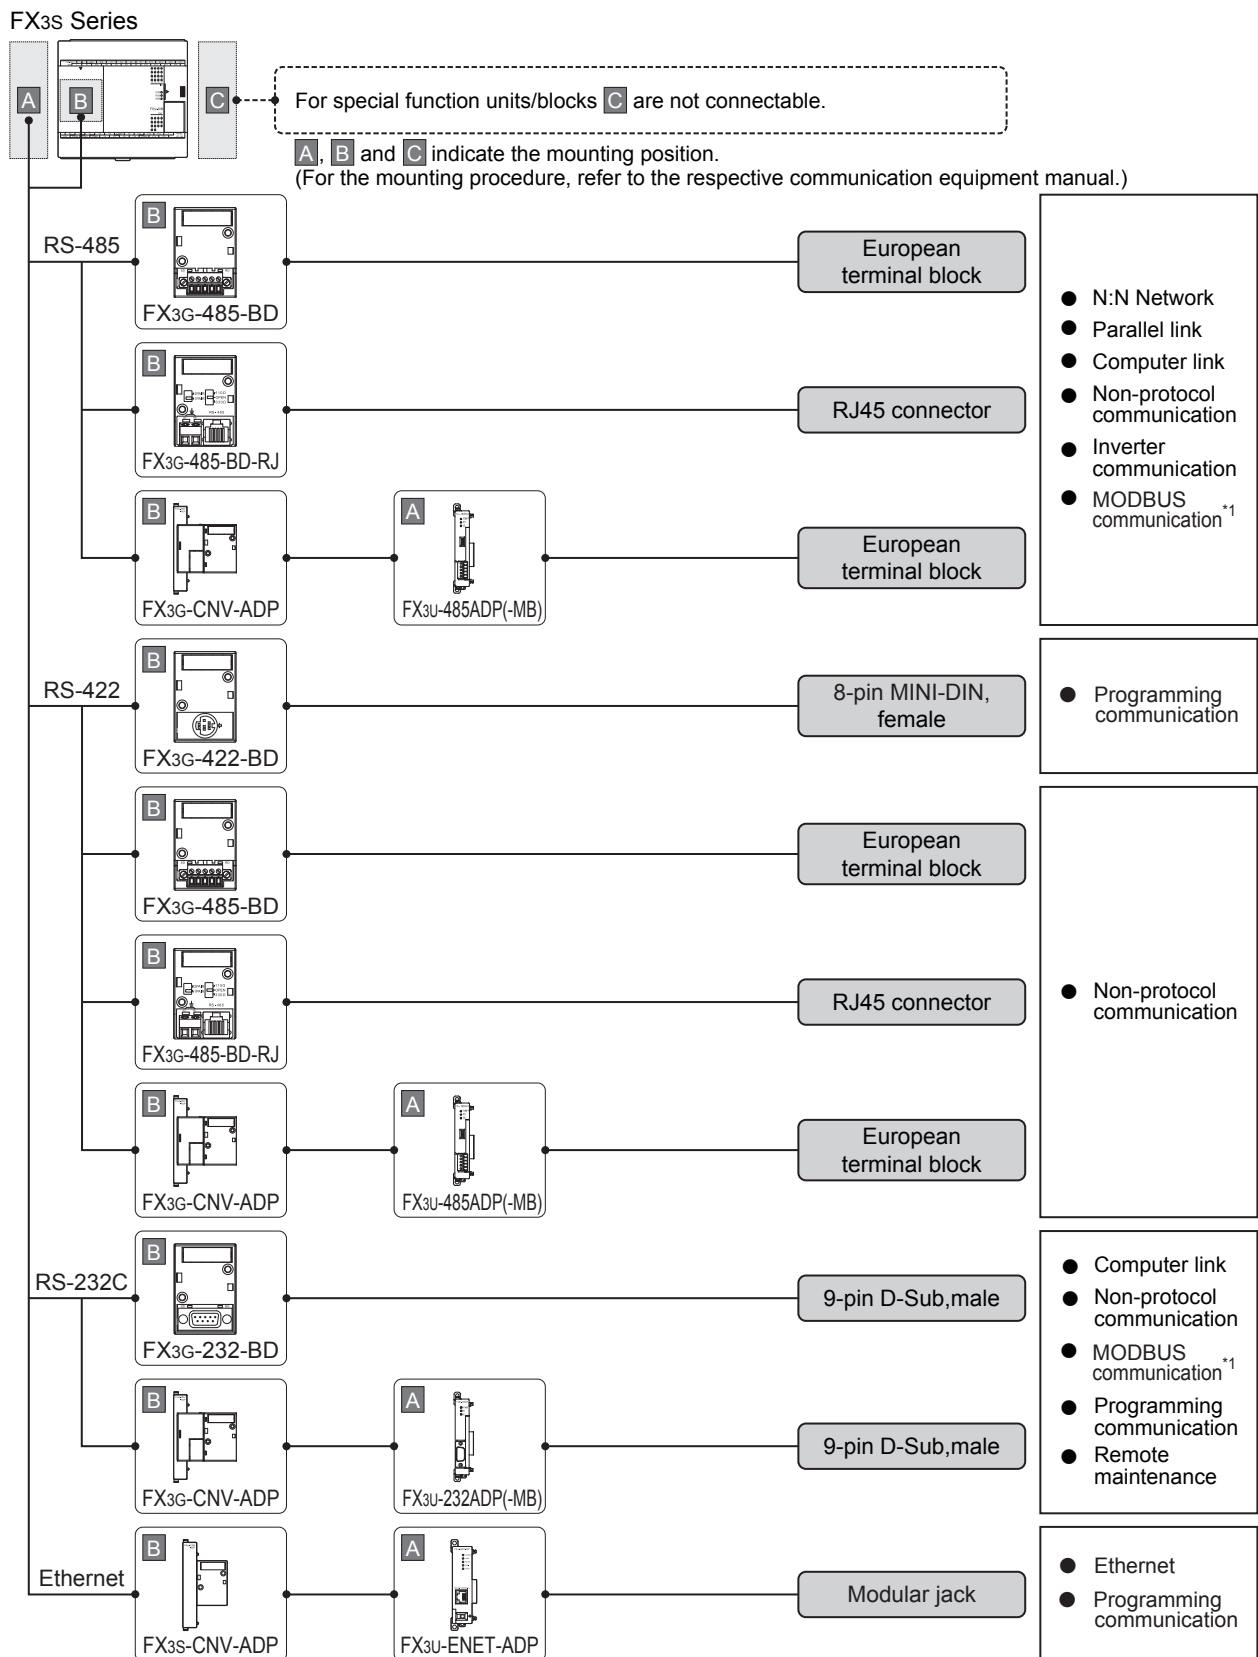 FX3S Series
A
B
C
For special function units/blocks C are not connectable.
A, B and C indicate the mounting position.
(For the mounting procedure, refer to the respective communication equipment manual.)
RS-485
B
FX3G-485-BD
European
terminal block
B
FX3G-485-BD-RJ
RJ45 connector
B
FX3G-CNV-ADP
A
FX3U-485ADP(-MB)
European
terminal block
● N:N Network
● Parallel link
● Computer link
● Non-protocol
communication
● Inverter
communication
● MODBUS
communication*1
RS-422
B
FX3G-422-BD
8-pin MINI-DIN,
female
● Programming
communication
B
FX3G-485-BD
European
terminal block
B
FX3G-485-BD-RJ
RJ45 connector
B
FX3G-CNV-ADP
A
FX3U-485ADP(-MB)
European
terminal block
● Non-protocol
communication
RS-232C
B
FX3G-232-BD
9-pin D-Sub,male
B
FX3G-CNV-ADP
A
FX3U-232ADP(-MB)
9-pin D-Sub,male
● Computer link
● Non-protocol
communication
● MODBUS
communication*1
● Programming
communication
● Remote
maintenance
Ethernet
B
FX3S-CNV-ADP
A
FX3U-ENET-ADP
Modular jack
● Ethernet
● Programming
communication